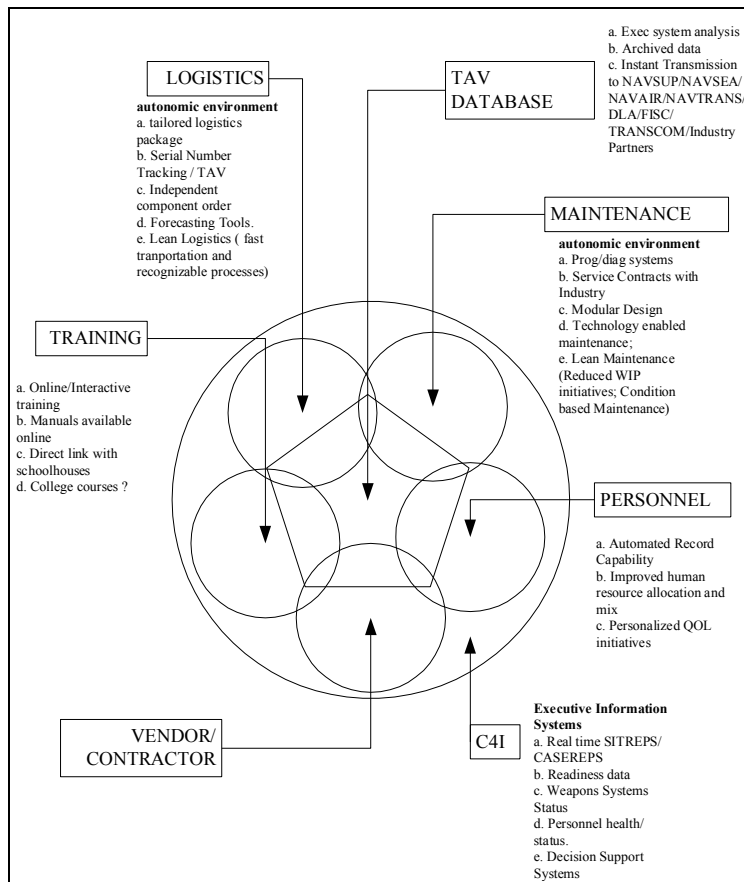 LOGISTICS
autonomic environment
a. tailored logistics
package
b. Serial Number
Tracking / TAV
c. Independent
component order
d. Forecasting Tools.
e. Lean Logistics ( fast
tranportation and
recognizable processes)
TAV
DATABASE
a. Exec system analysis
b. Archived data
c. Instant Transmission
to NAVSUP/NAVSEA/
NAVAIR/NAVTRANS/
DLA/FISC/
TRANSCOM/Industry
Partners
MAINTENANCE
autonomic environment
a. Prog/diag systems
b. Service Contracts with
Industry
c. Modular Design
d. Technology enabled
maintenance;
e. Lean Maintenance
(Reduced WIP
initiatives; Condition
based Maintenance)
TRAINING
a. Online/Interactive
training
b. Manuals available
online
c. Direct link with
schoolhouses
d. College courses ?
PERSONNEL
a. Automated Record
Capability
b. Improved human
resource allocation and
mix
c. Personalized QOL
initiatives
VENDOR/
CONTRACTOR
C4I
Executive Information
Systems
a. Real time SITREPS/
CASEREPS
b. Readiness data
c. Weapons Systems
Status
d. Personnel health/
status.
e. Decision Support
Systems